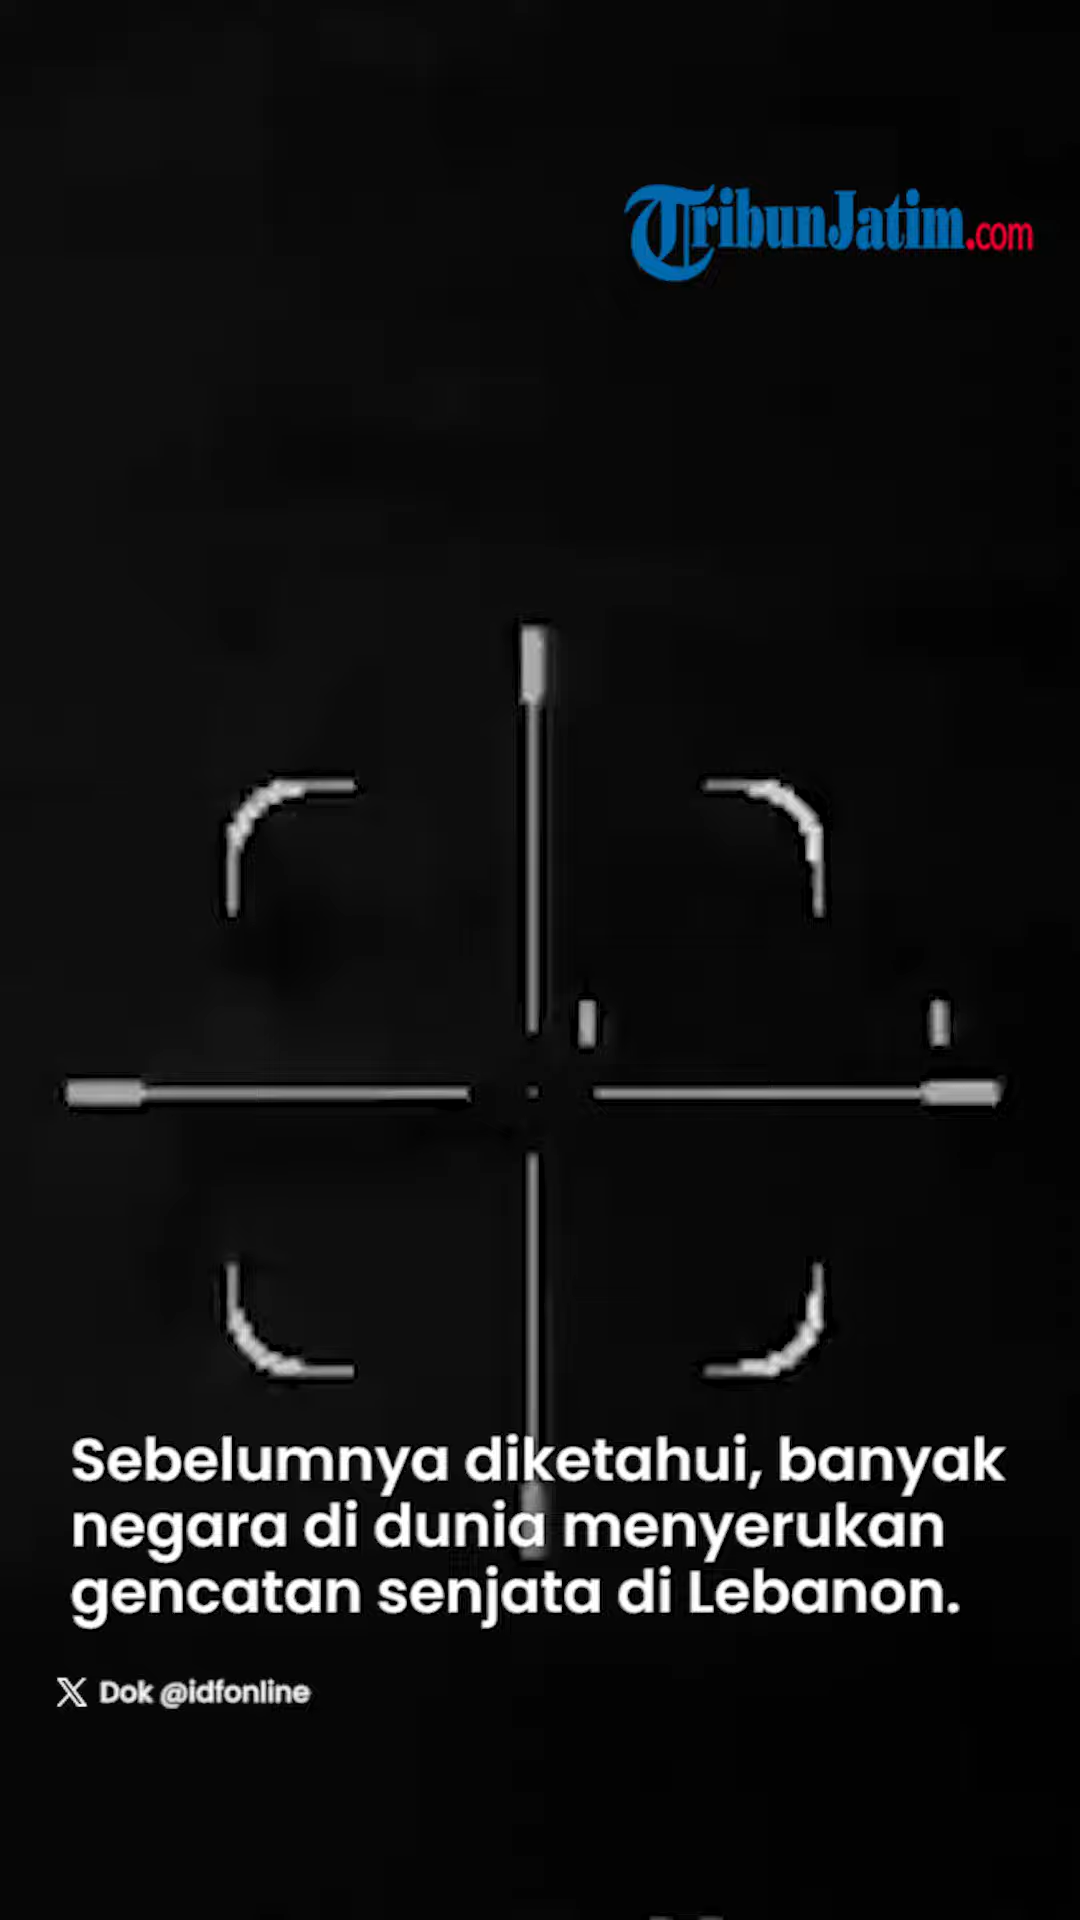 TribunJatim.com
Sebelumnya diketahui, banyak
negara di dunia menyerukan
gencatan senjata di Lebanon.
X Dok @idfonline